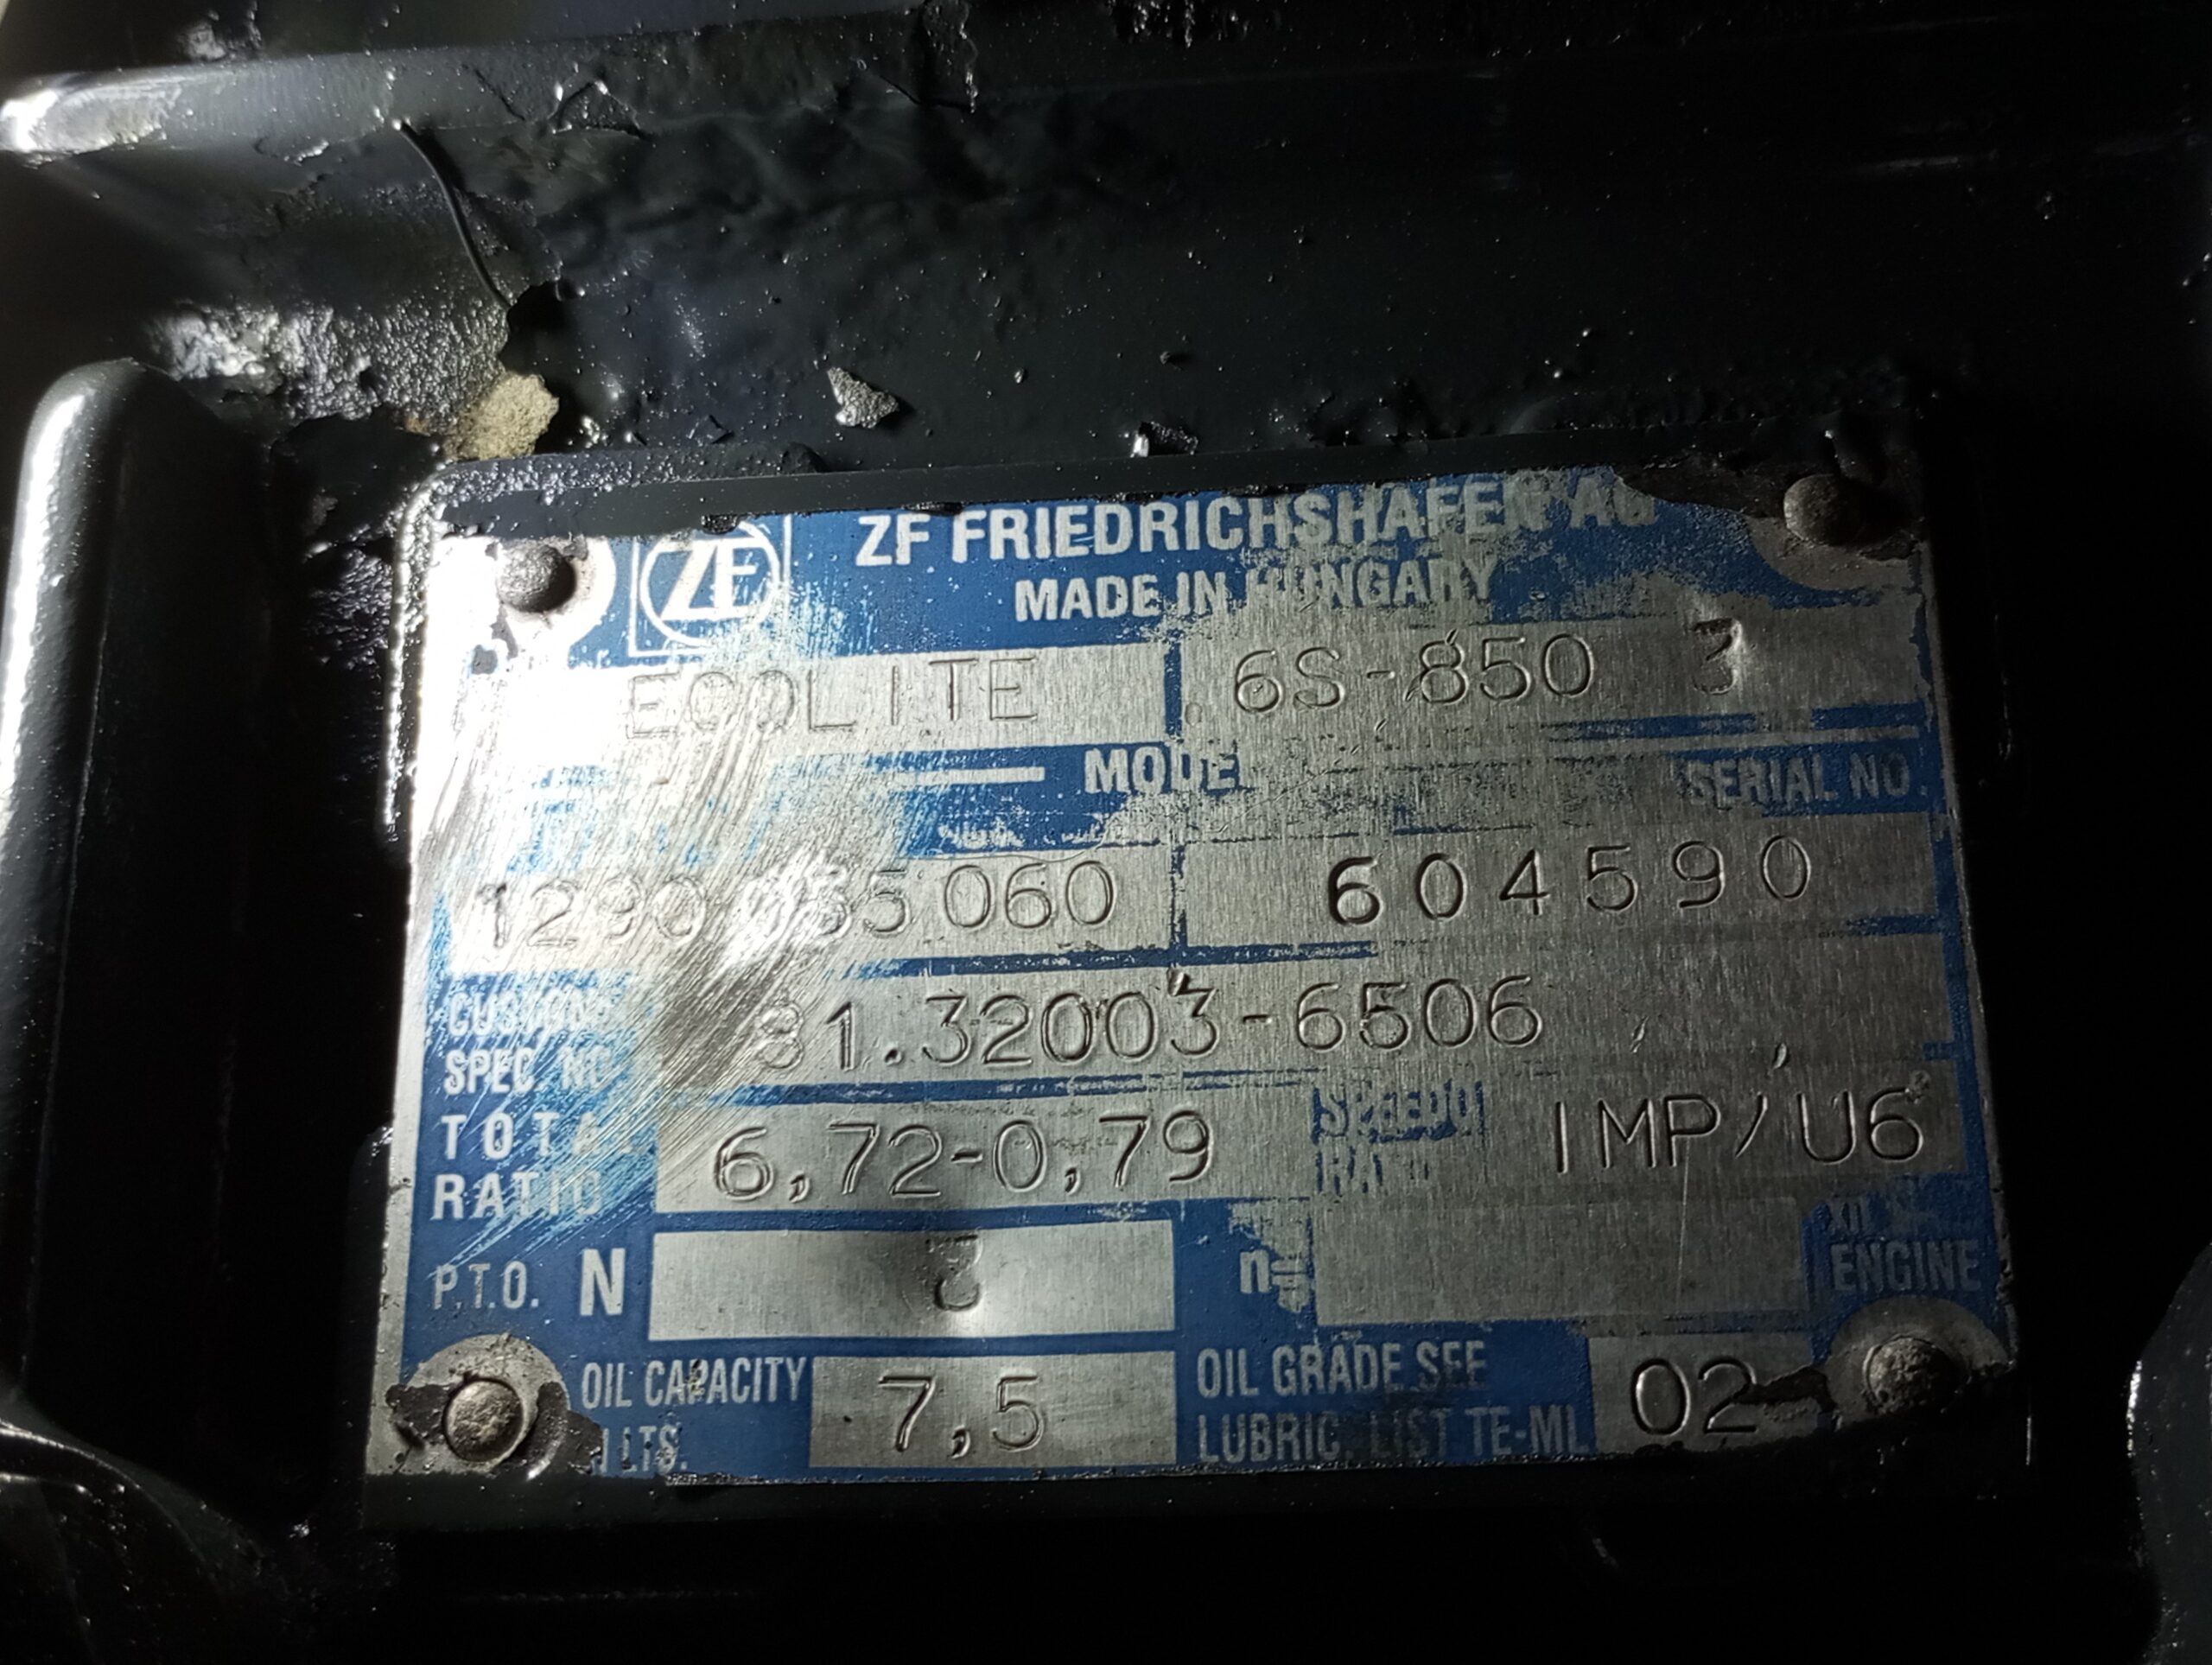 ZF
ZF FRIEDRICHSHAFEN AG
MADE IN HUNGARY
ECOLITE 6S-850 3
MODEL SERIAL NO.
060 604590
CUSTOMER
SPEC. NO. 81.32003-6506
TOTAL
RATIO 6,72-0,79
SPEEDO
RATIO IMP/U6
P.T.O. N n
ENGINE
OIL CAPACITY
LTS. 7,5
OIL GRADE SEE
LUBRIC. LIST TE-ML 02